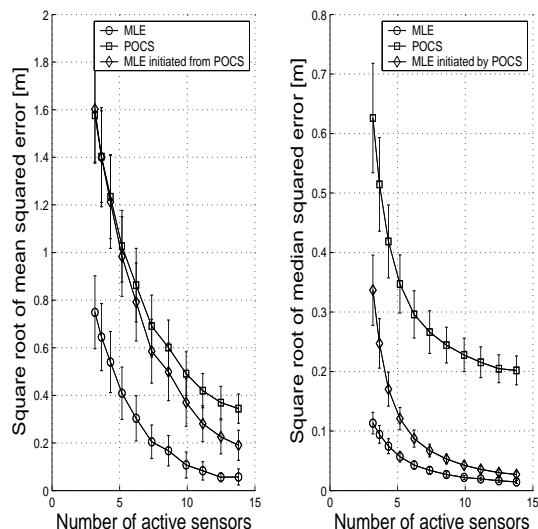 MLE
POCS
MLE initiated from POCS
Square root of mean squared error [m]
1.8
1.6
1.4
1.2
1
0.8
0.6
0.4
0.2
0
0
5
10
15
Number of active sensors
MLE
POCS
MLE initiated by POCS
Square root of median squared error [m]
0.8
0.7
0.6
0.5
0.4
0.3
0.2
0.1
0
0
5
10
15
Number of active sensors